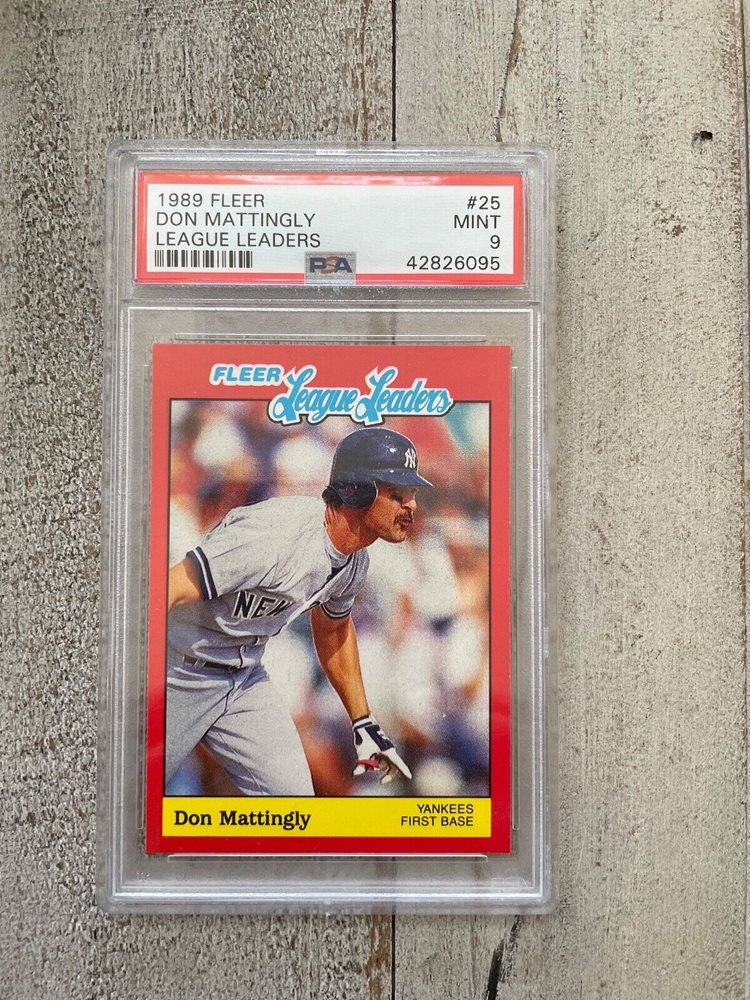 1989 FLEER #25
DON MATTINGLY MINT
LEAGUE LEADERS 9
PSA 42826095
FLEER League Leaders
NY
NEW
Don Mattingly
YANKEES
FIRST BASE